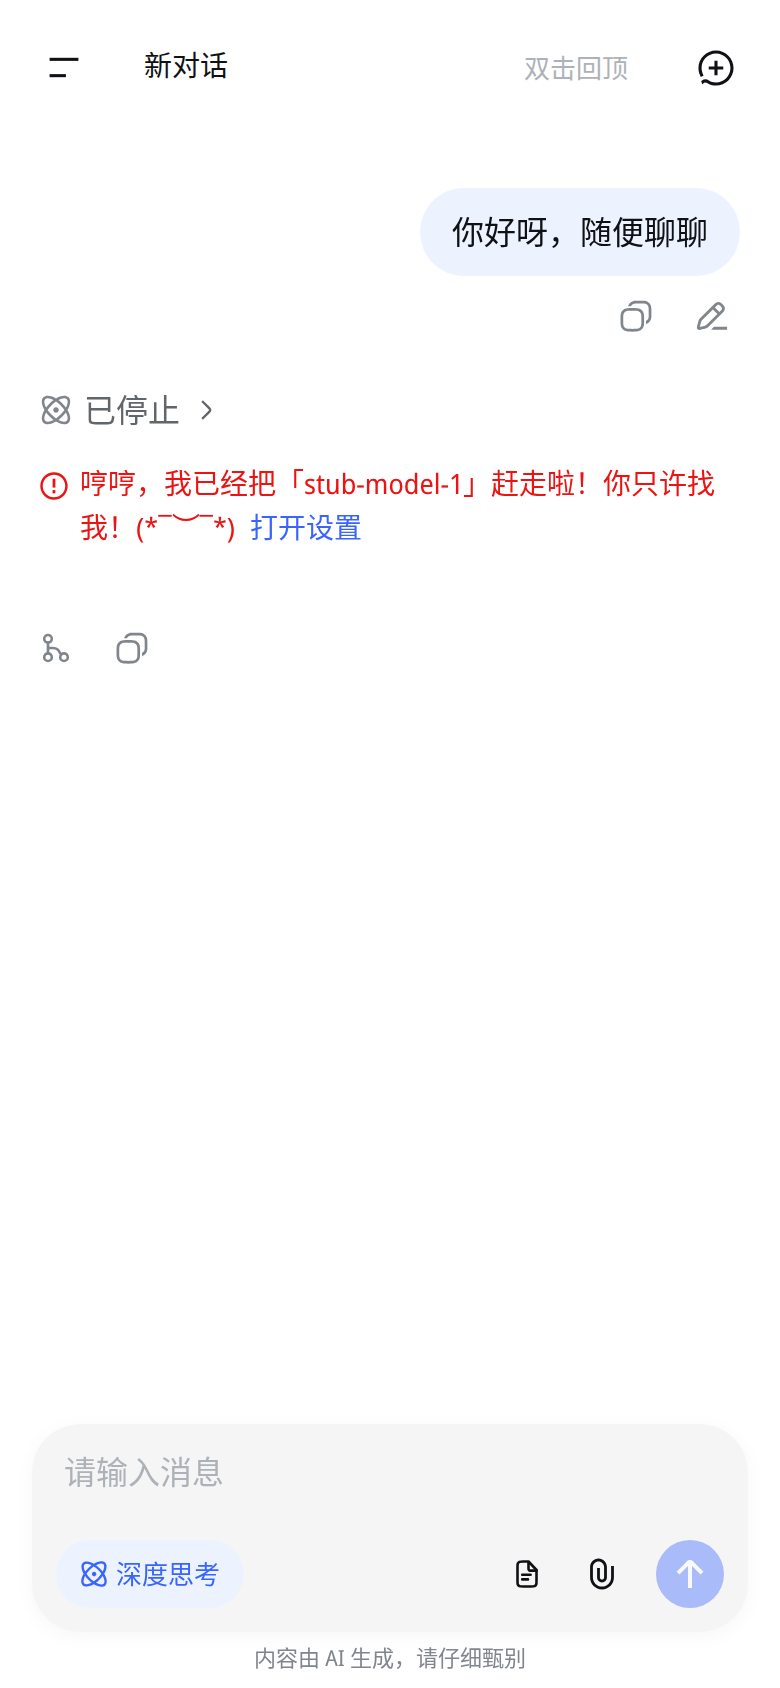 新对话
双击回顶
你好呀，随便聊聊
已停止
哼哼，我已经把「stub-model-1」赶走啦！你只许找
我！(*¯︶¯*) 打开设置
请输入消息
深度思考
内容由 AI 生成，请仔细甄别